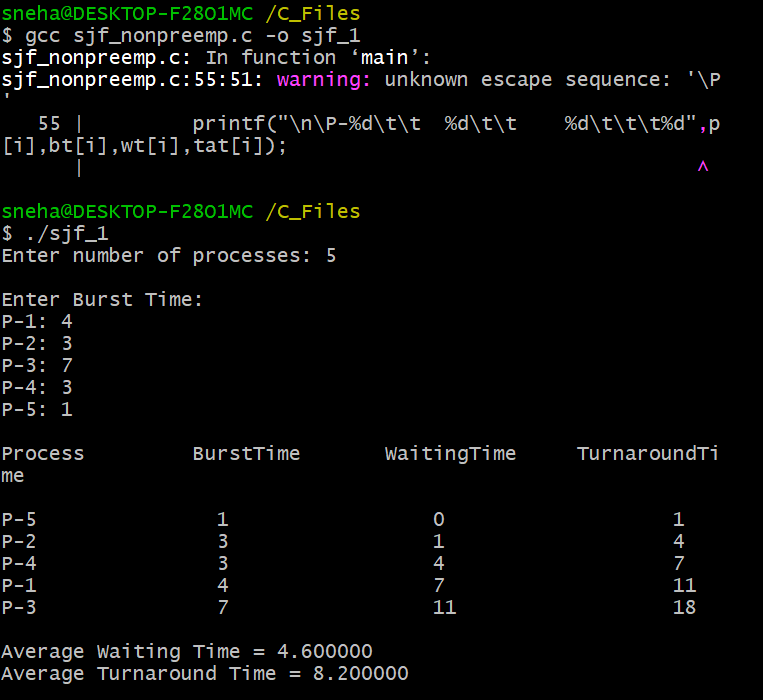 sneha@DESKTOP-F28O1MC /C_Files
$ gcc sjf_nonpreemp.c -o sjf_1
sjf_nonpreemp.c: In function ‘main’:
sjf_nonpreemp.c:55:51: warning: unknown escape sequence: '\P
'
   55 |         printf("\n\P-%d\t\t  %d\t\t    %d\t\t\t%d",p
[i],bt[i],wt[i],tat[i]);
      |                                                   ^
sneha@DESKTOP-F28O1MC /C_Files
$ ./sjf_1
Enter number of processes: 5
Enter Burst Time:
P-1: 4
P-2: 3
P-3: 7
P-4: 3
P-5: 1
Process         BurstTime       WaitingTime     TurnaroundTi
me
P-5               1                 0                   1
P-2               3                 1                   4
P-4               3                 4                   7
P-1               4                 7                   11
P-3               7                 11                  18
Average Waiting Time = 4.600000
Average Turnaround Time = 8.200000